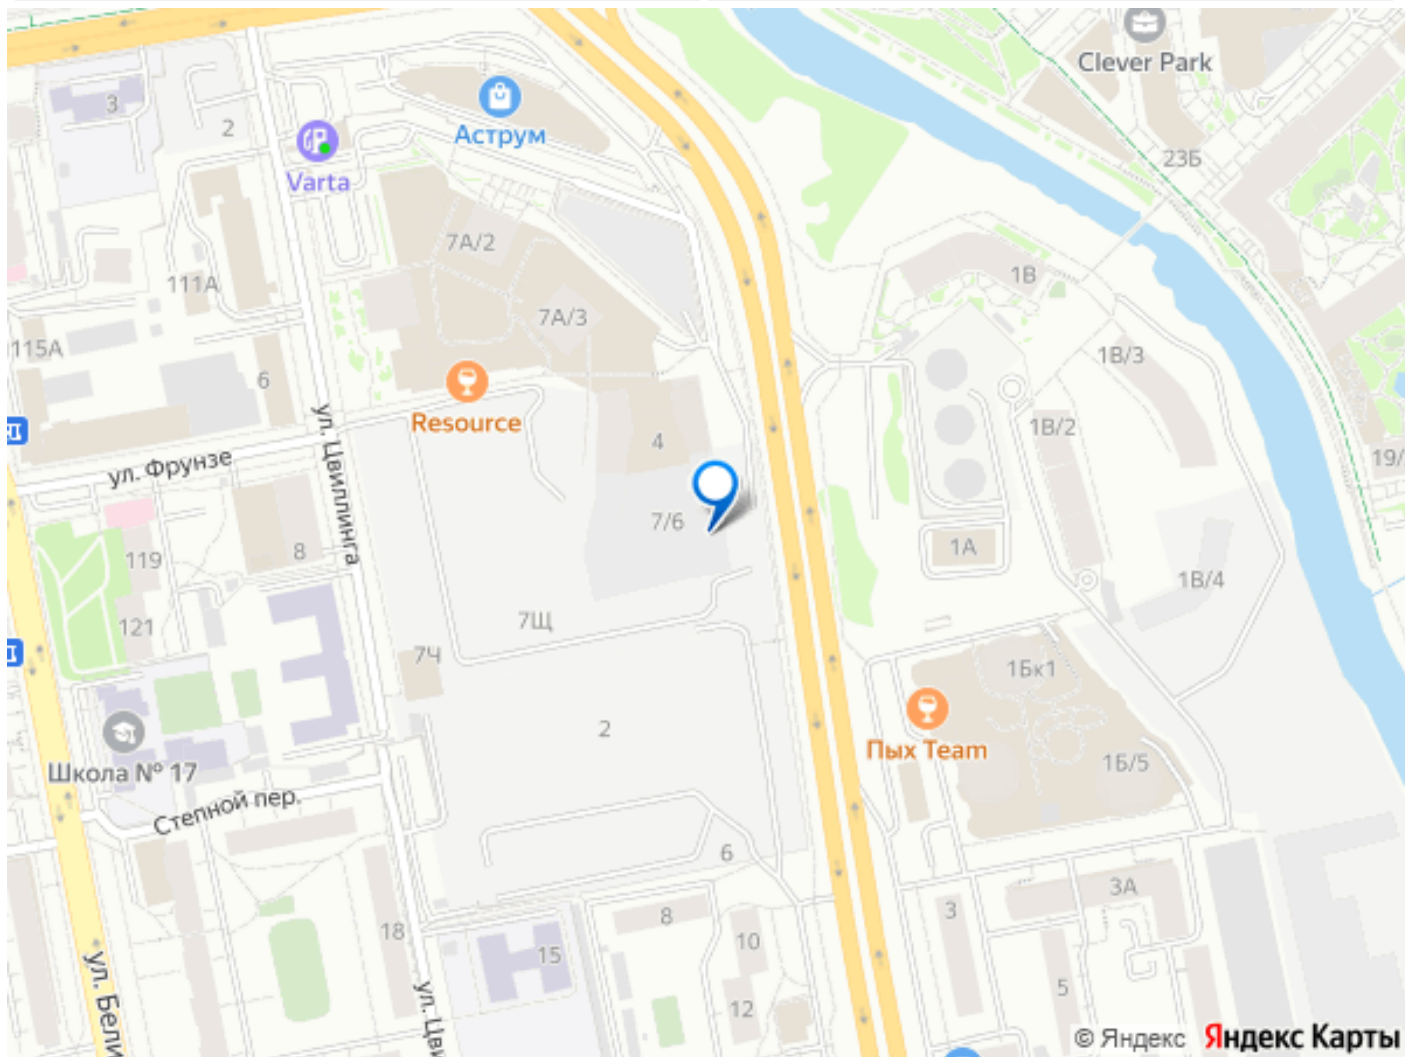 Clever Park
3
2
Аструм
Varta
23Б
7А/2
1В
111А
7А/3
115А
6
1В/3
Resource
ул. Цвиллинга
1В/2
4
ул. Фрунзе
19/
7/6
119
8
1А
1В/4
121
7Щ
7Ч
1Бк1
2
Школа № 17
Пых Team
1Б/5
Степной пер.
6
3А
8
3
18
10
15
ул. Бели
ул. Цви
5
12
© Яндекс Яндекс Карты